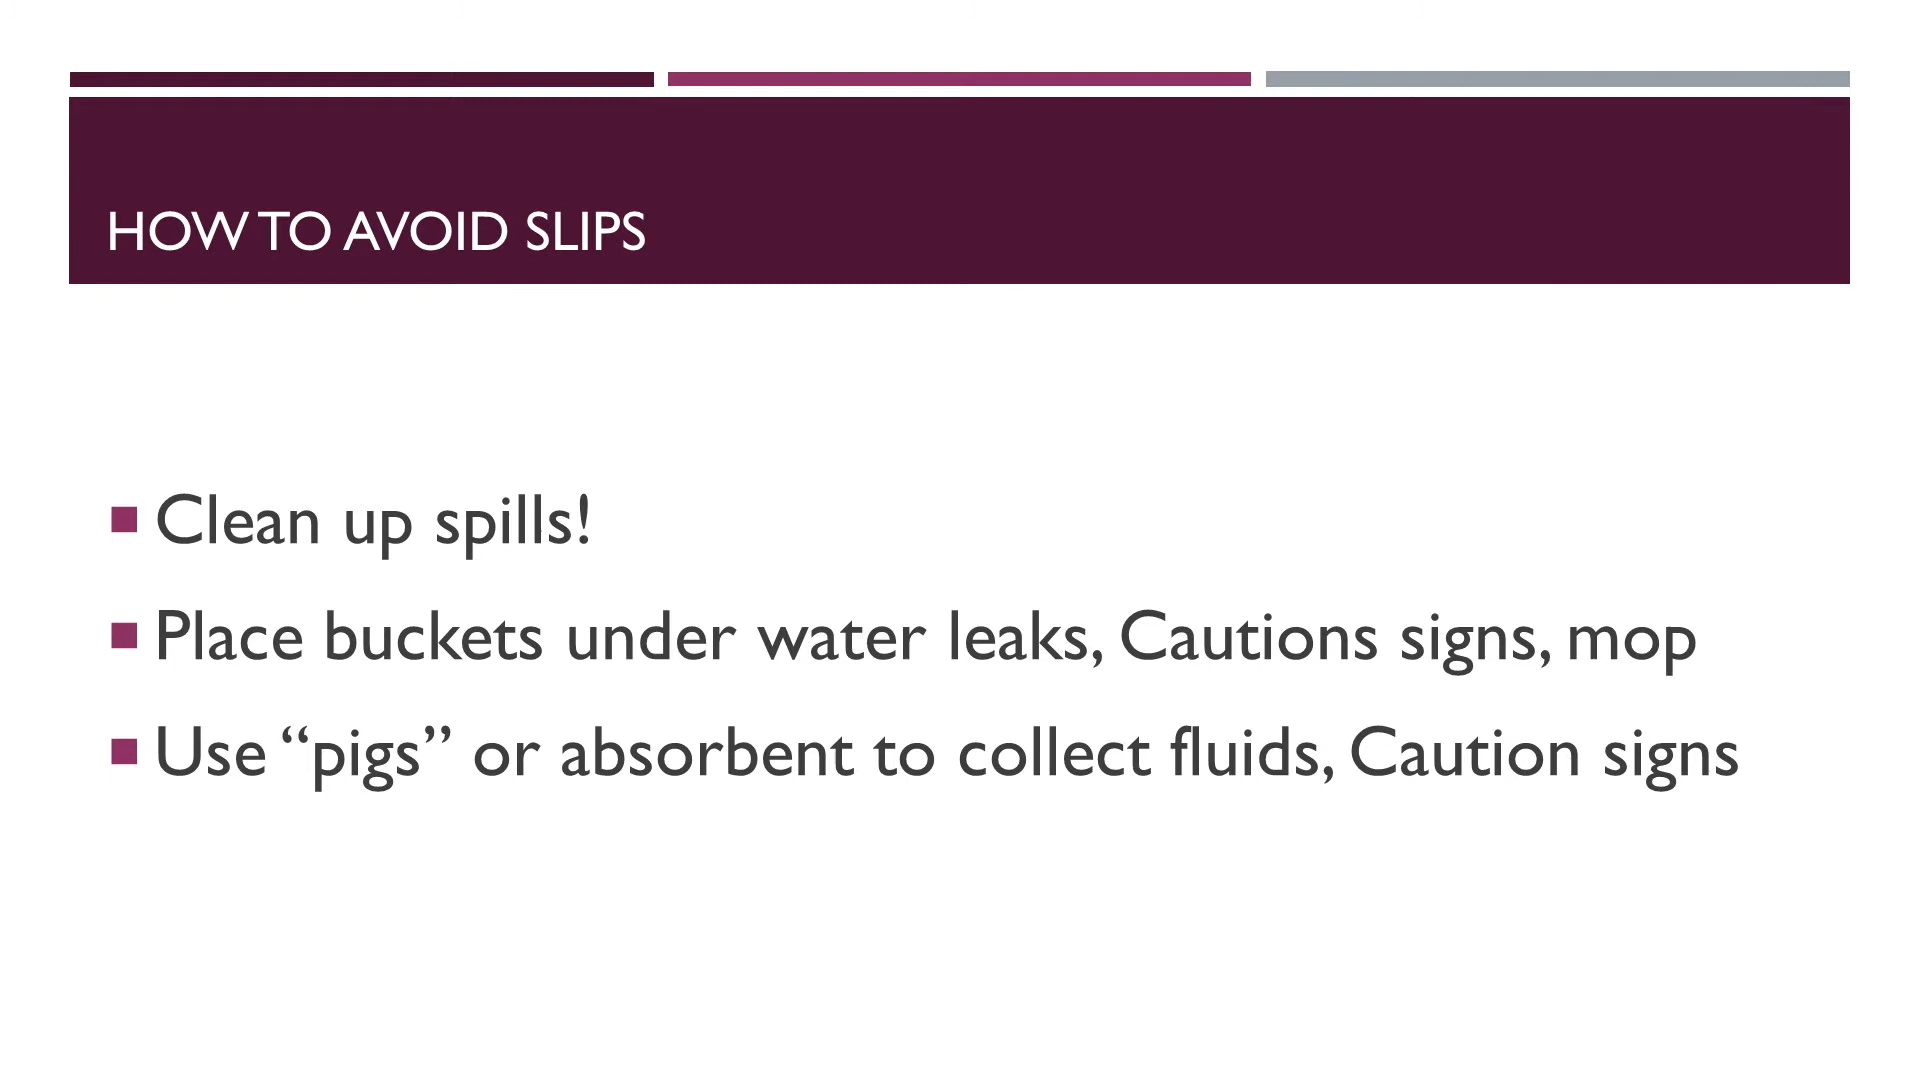 HOW TO AVOID SLIPS
Clean up spills!
Place buckets under water leaks, Cautions signs, mop
Use “pigs” or absorbent to collect fluids, Caution signs